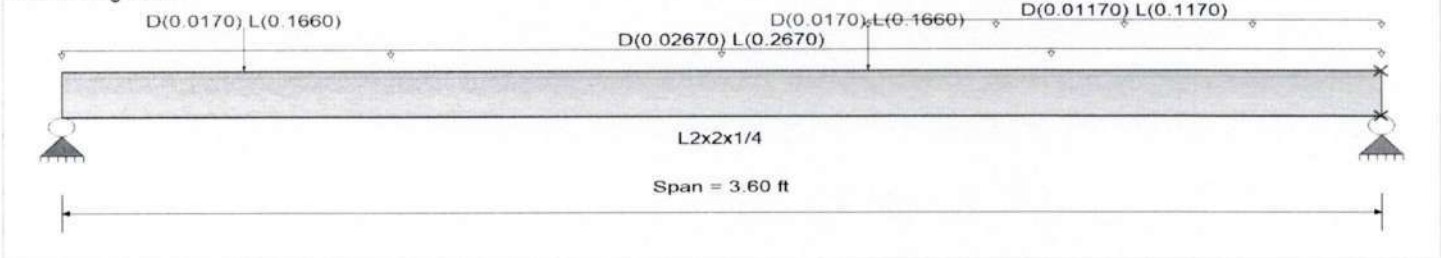 D(0.0170) L(0.1660)
D(0.0170) L(0.1660)
D(0.01170) L(0.1170)
D(0.02670) L(0.2670)
L2x2x1/4
Span = 3.60 ft